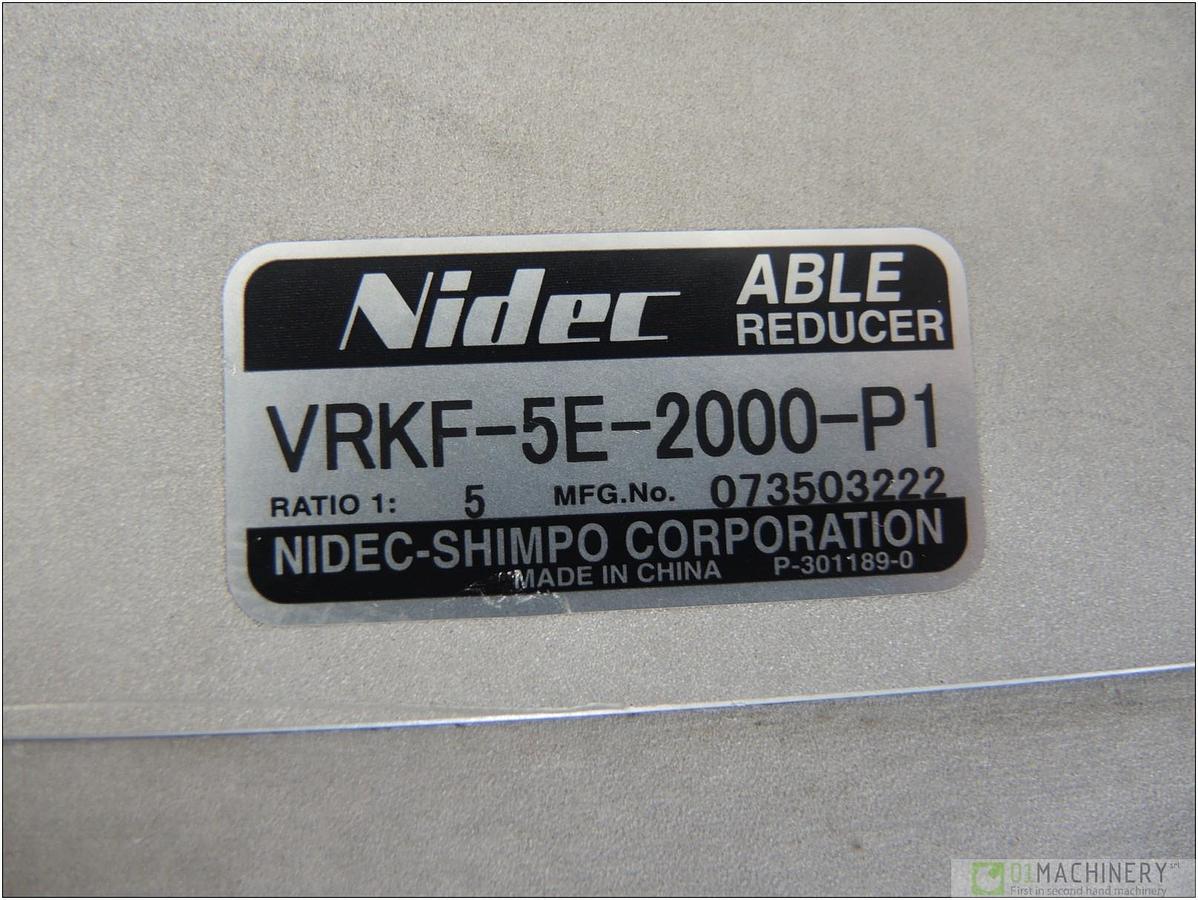 Nidec ABLE REDUCER
VRKF-5E-2000-P1
RATIO 1: 5 MFG.No. 073503222
NIDEC-SHIMPO CORPORATION
MADE IN CHINA P-301189-0
01MACHINERY srl
First in second hand machinery